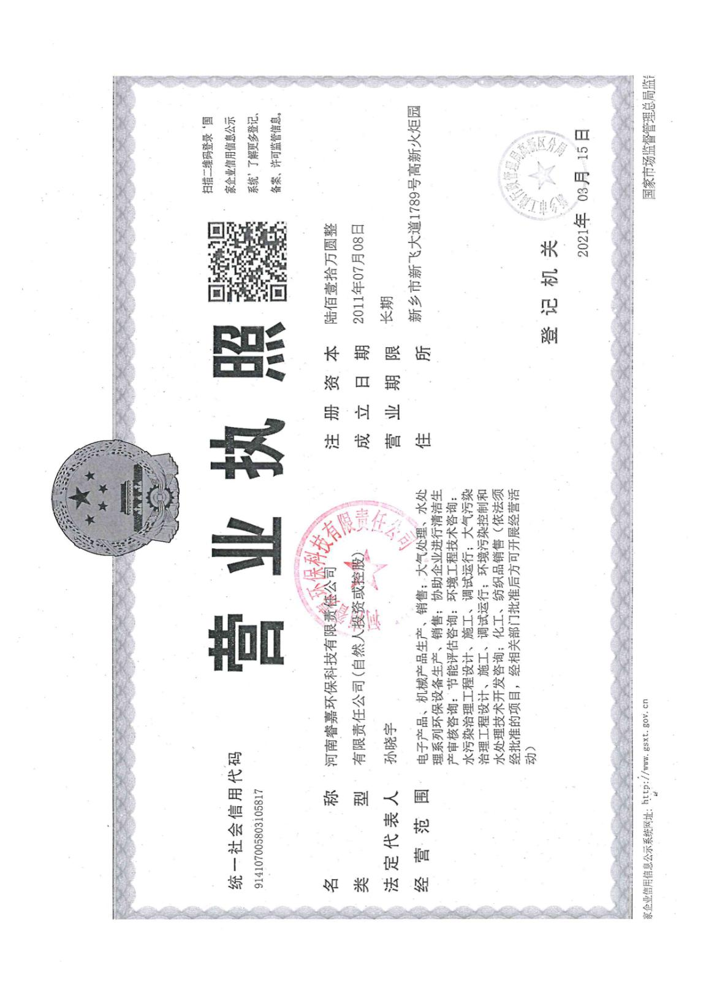 统一社会信用代码
91410700580310581​7
营业执照
扫描二维码登录‘国
家企业信用信息公示
系统’了解更多登记、
备案、许可监管信息。
名称 河南睿嘉环保科技有限责任公司
类型 有限责任公司(自然人投资或控股)
法定代表人 孙晓宇
经营范围 电子产品、机械产品生产、销售；大气处理、水处
理系列环保设备生产、销售；协助企业进行清洁生
产审核咨询；节能评估咨询；环境工程技术咨询；
水污染治理工程设计、施工、调试运行；大气污染
治理工程设计、施工、调试运行；环境污染控制和
水处理技术开发咨询；化工、纺织品销售（依法须
经批准的项目，经相关部门批准后方可开展经营活
动）
注册资本 陆佰壹拾万圆整
成立日期 2011年07月08日
营业期限 长期
住所 新乡市新飞大道1789号高新火炬园
环保科技有限责任公司
登记机关
新乡市工商行政管理局高新区分局
2021年 03月 15日
家企业信用信息公示系统网址：http://www.gsxt.gov.cn
国家市场监督管理总局监